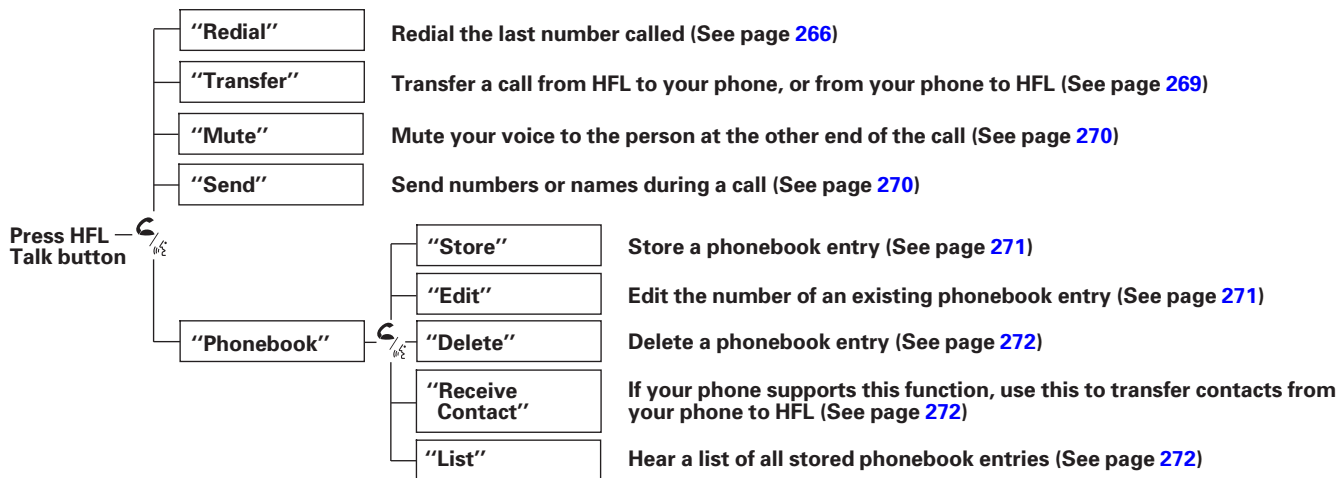 "Redial" Redial the last number called (See page 266)
"Transfer" Transfer a call from HFL to your phone, or from your phone to HFL (See page 269)
"Mute" Mute your voice to the person at the other end of the call (See page 270)
"Send" Send numbers or names during a call (See page 270)
Press HFL
Talk button
"Phonebook"
"Store" Store a phonebook entry (See page 271)
"Edit" Edit the number of an existing phonebook entry (See page 271)
"Delete" Delete a phonebook entry (See page 272)
"Receive
Contact"
If your phone supports this function, use this to transfer contacts from
your phone to HFL (See page 272)
"List" Hear a list of all stored phonebook entries (See page 272)